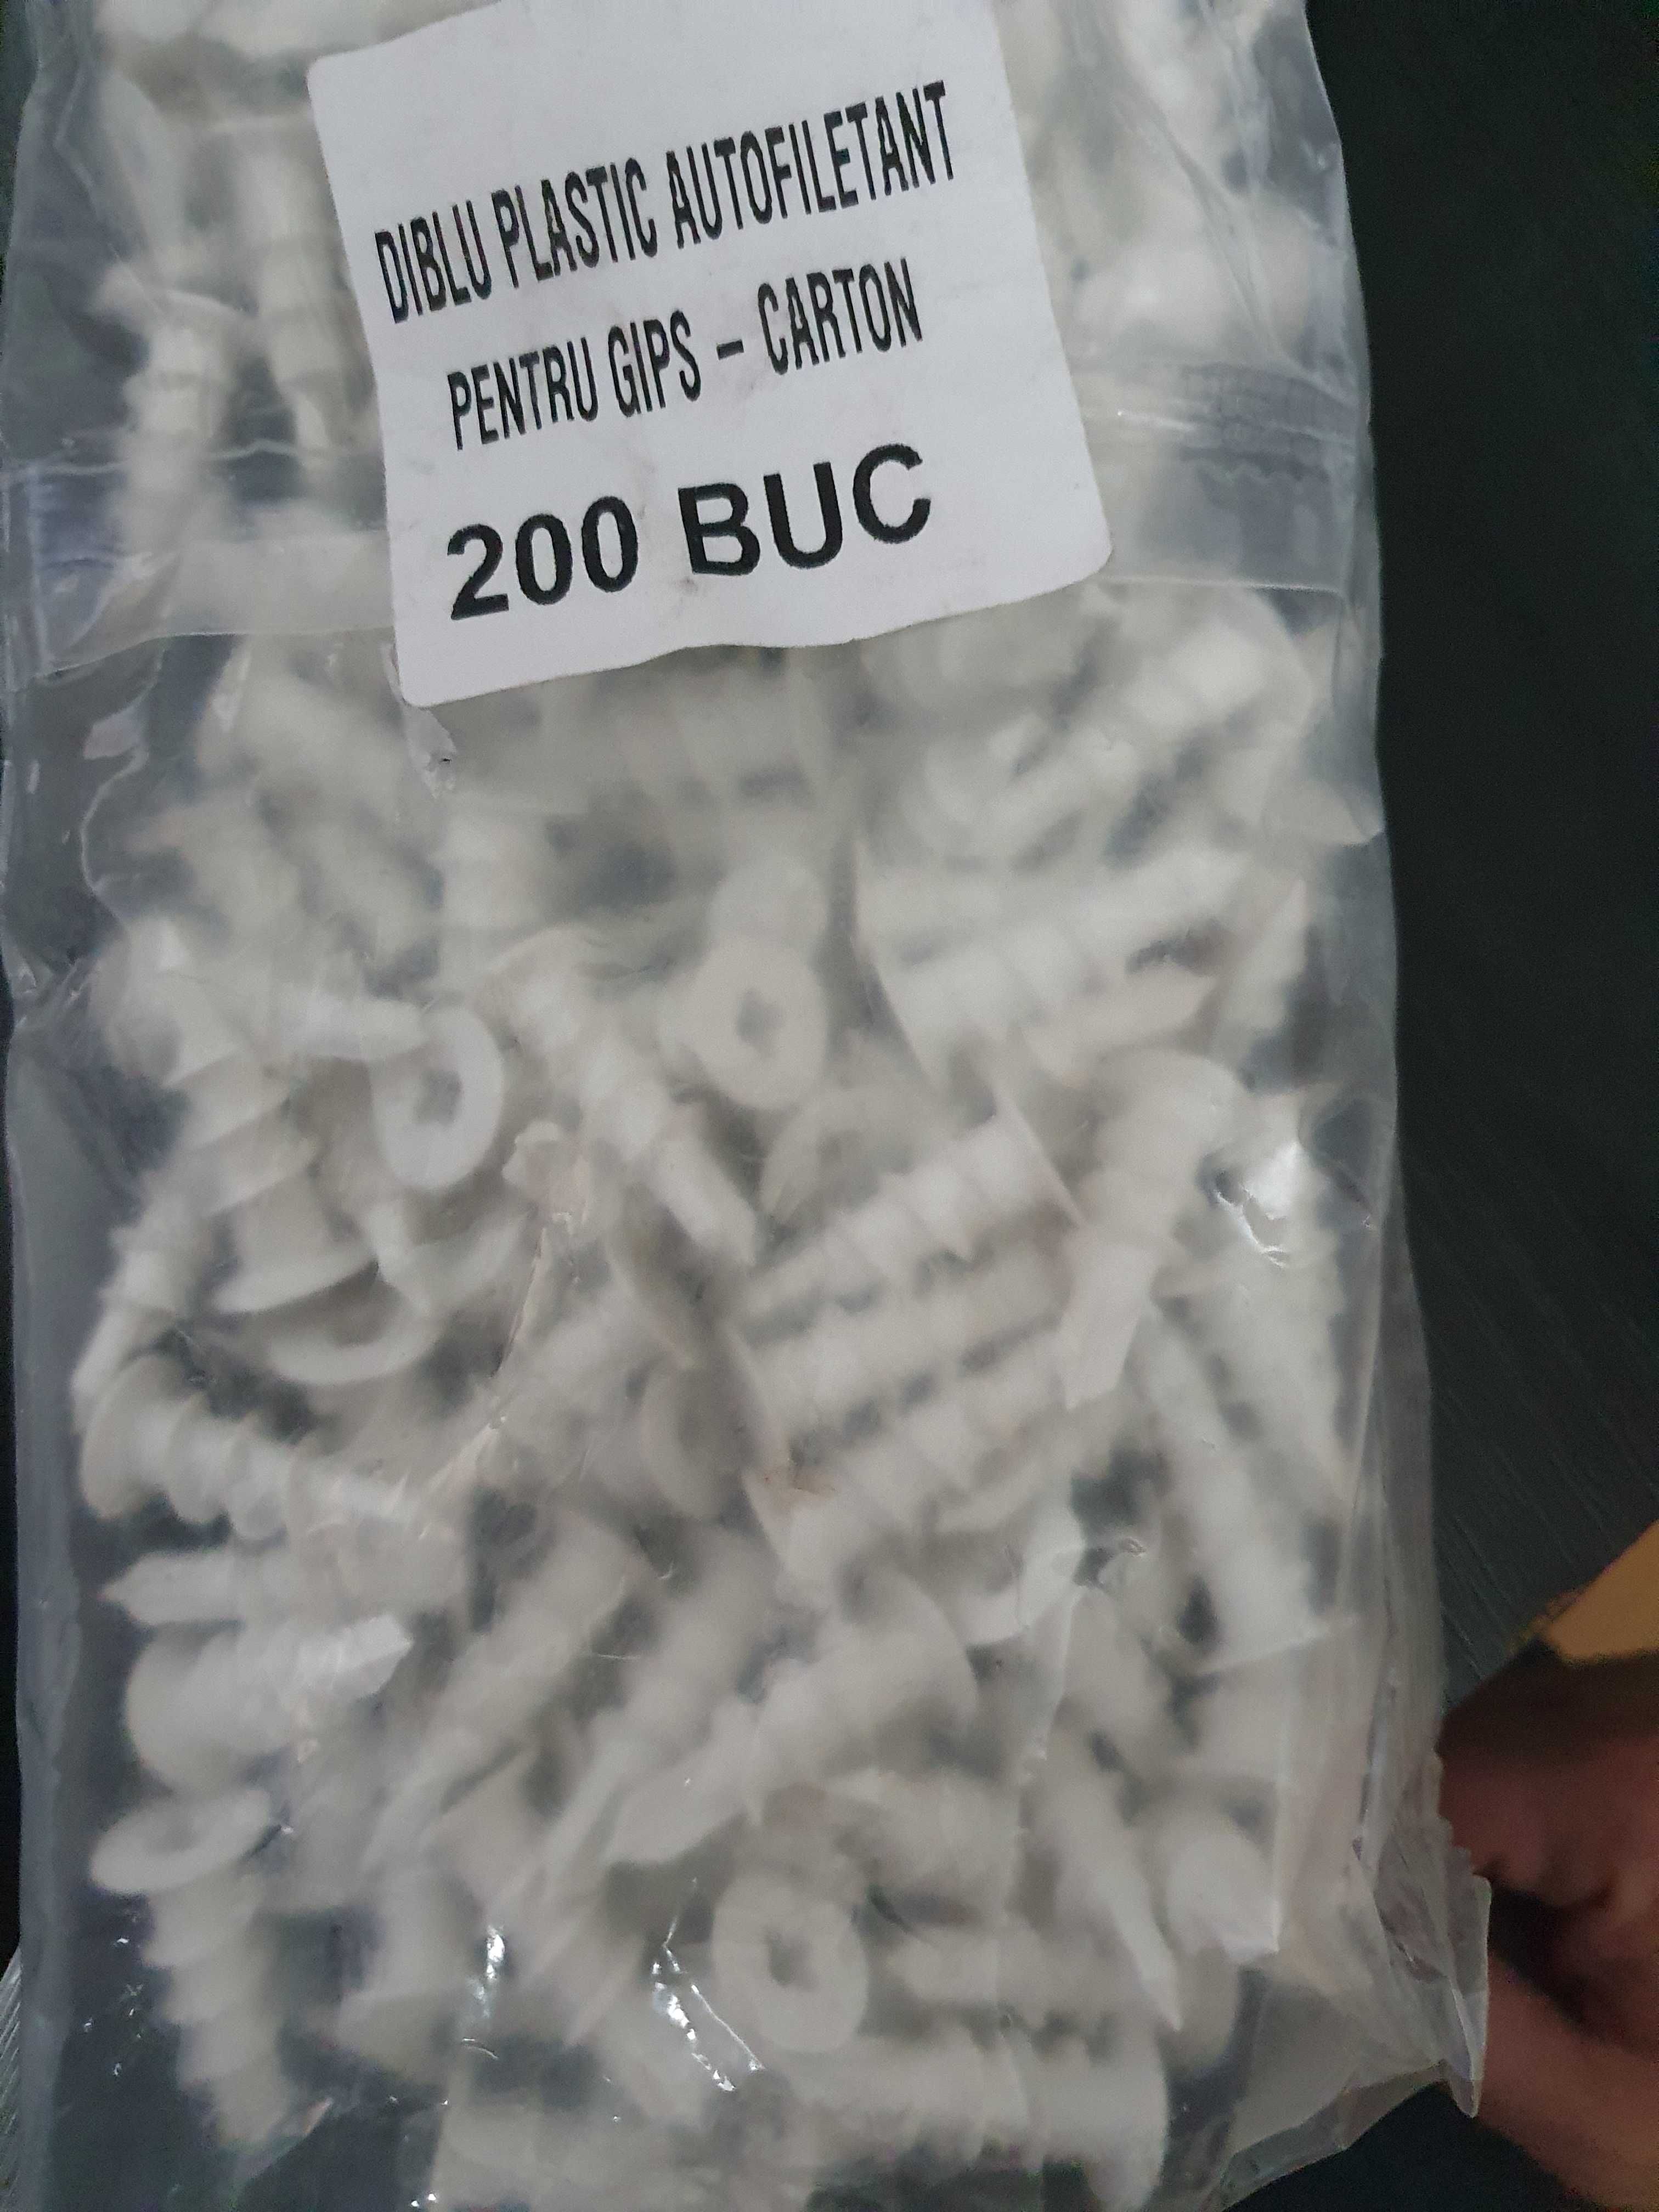 DIBLU PLASTIC AUTOFILETANT
PENTRU GIPS – CARTON
200 BUC